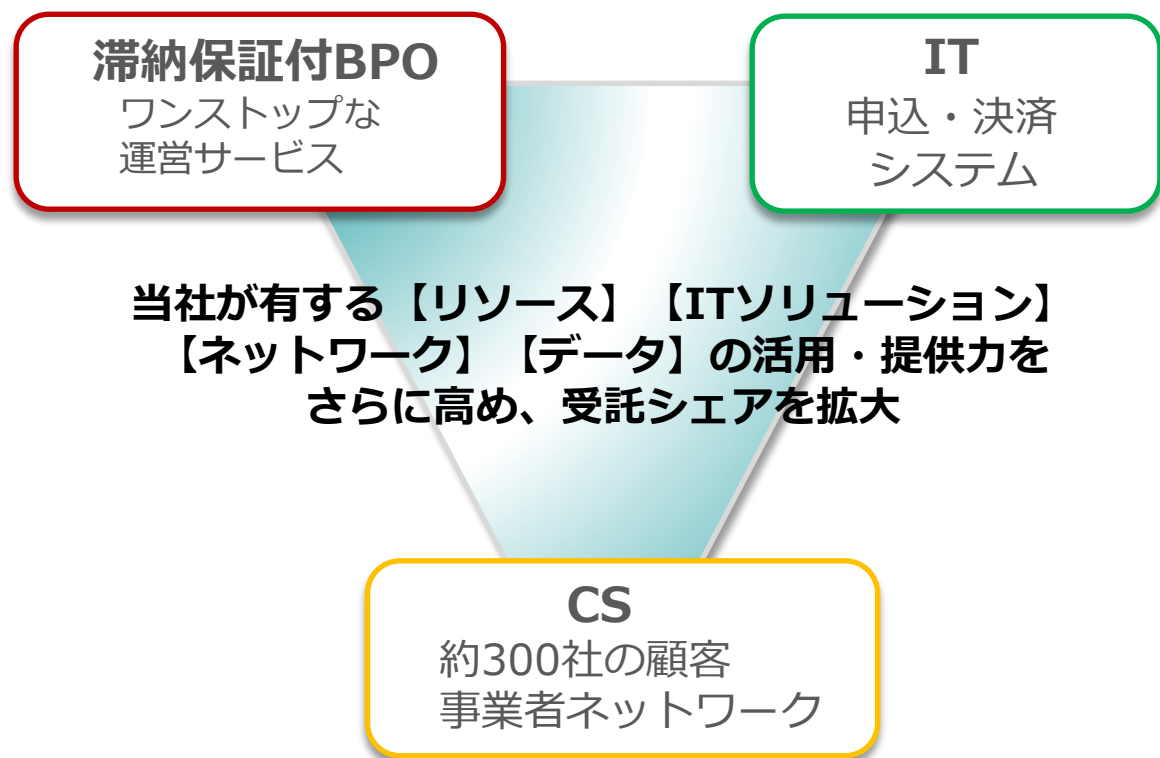 滞納保証付BPO
ワンストップな
運営サービス
IT
申込・決済
システム
当社が有する【リソース】【ITソリューション】
【ネットワーク】【データ】の活用・提供力を
さらに高め、受託シェアを拡大
CS
約300社の顧客
事業者ネットワーク